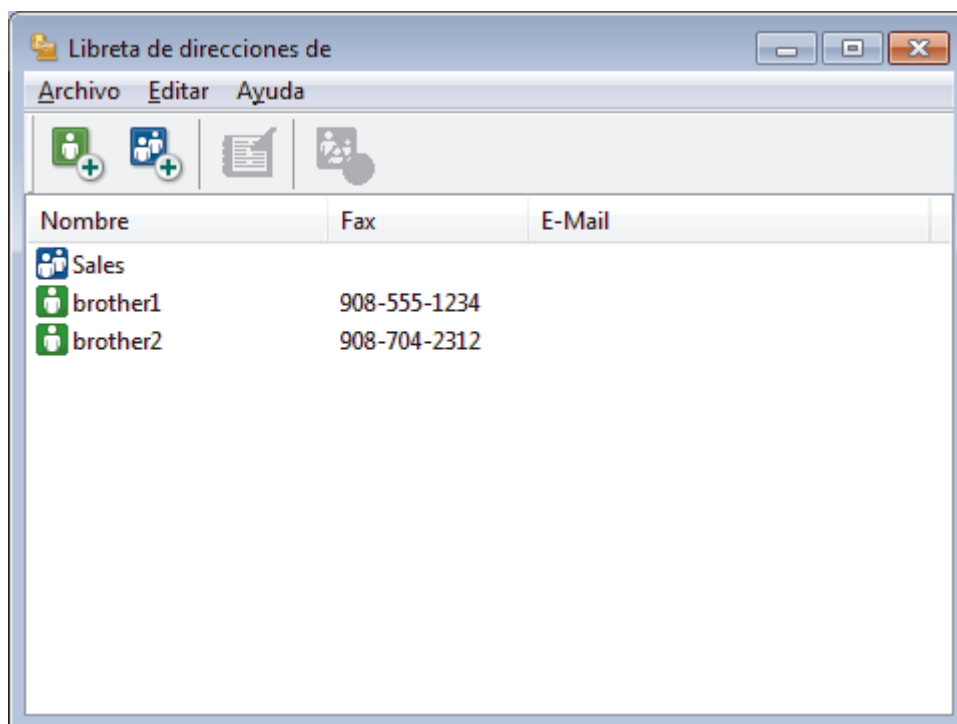 Libreta de direcciones de
Archivo Editar Ayuda
Nombre Fax E-Mail
Sales
brother1 908-555-1234
brother2 908-704-2312